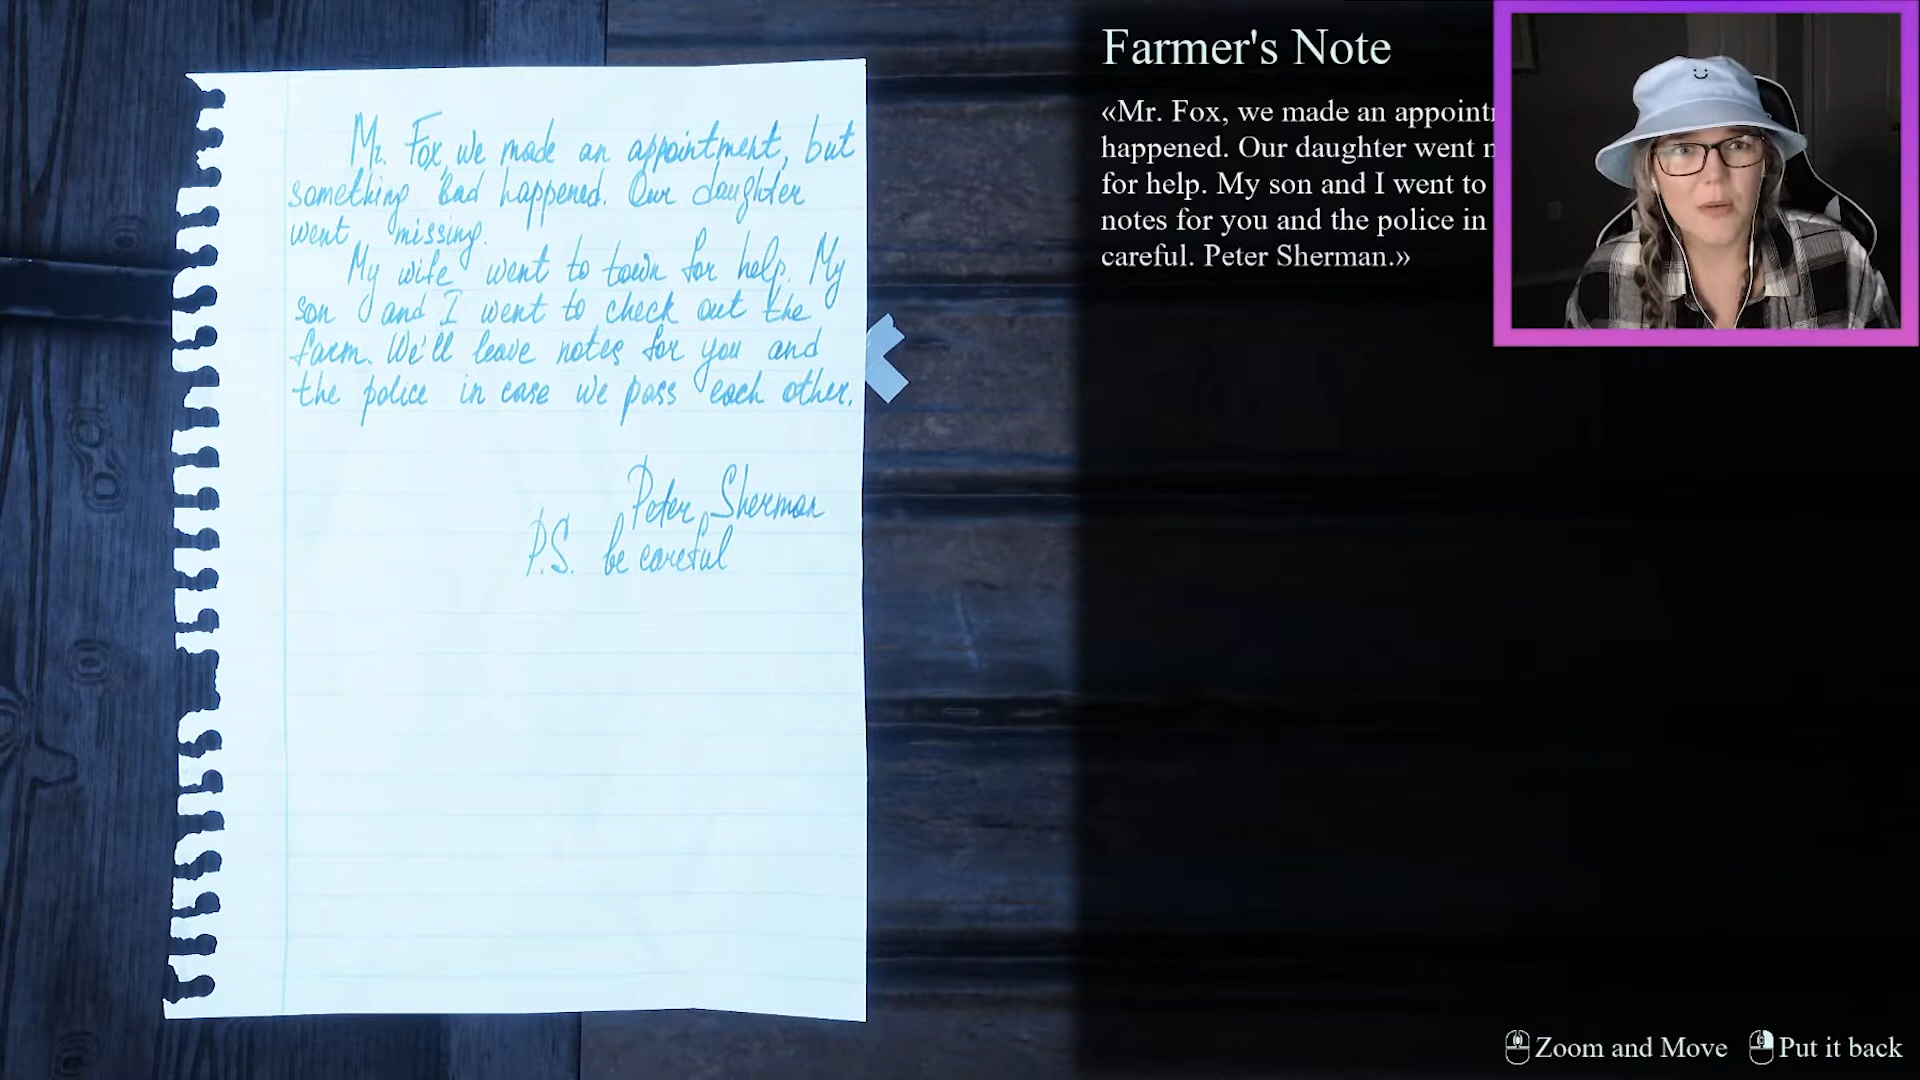 Mr. Fox, we made an appointment, but
something bad happened. Our daughter
went missing.
My wife went to town for help. My
son and I went to check out the
farm. We'll leave notes for you and
the police in case we pass each other.
Peter Sherman
P.S. be careful
Farmer's Note
«Mr. Fox, we made an appoint
happened. Our daughter went
for help. My son and I went to
notes for you and the police in
careful. Peter Sherman.»
Zoom and Move
Put it back